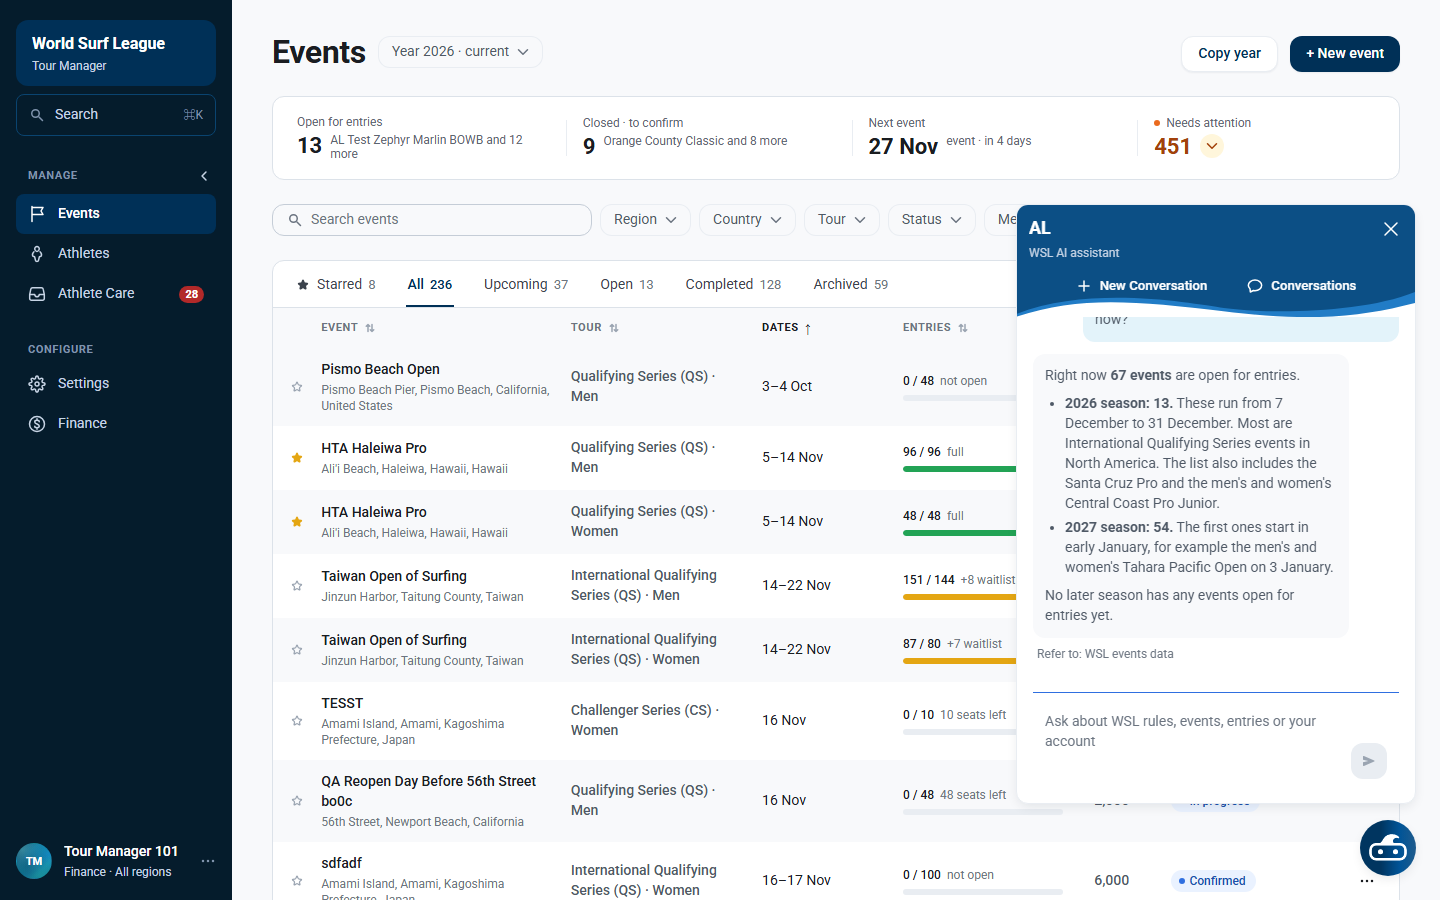 World Surf League
Tour Manager
Search ⌘K
MANAGE
Events
Athletes
Athlete Care 28
CONFIGURE
Settings
Finance
TM
Tour Manager 101
Finance · All regions
Events
Year 2026 · current
Copy year
+ New event
Open for entries
13 AL Test Zephyr Marlin BOWB and 12
more
Closed · to confirm
9 Orange County Classic and 8 more
Next event
27 Nov event · in 4 days
Needs attention
451
Search events
Region
Country
Tour
Status
Me
Starred 8
All 236
Upcoming 37
Open 13
Completed 128
Archived 59
EVENT TOUR DATES ↑ ENTRIES
Pismo Beach Open
Pismo Beach Pier, Pismo Beach, California,
United States
Qualifying Series (QS) ·
Men
3–4 Oct
0 / 48 not open
HTA Haleiwa Pro
Ali'i Beach, Haleiwa, Hawaii, Hawaii
Qualifying Series (QS) ·
Men
5–14 Nov
96 / 96 full
HTA Haleiwa Pro
Ali'i Beach, Haleiwa, Hawaii, Hawaii
Qualifying Series (QS) ·
Women
5–14 Nov
48 / 48 full
Taiwan Open of Surfing
Jinzun Harbor, Taitung County, Taiwan
International Qualifying
Series (QS) · Men
14–22 Nov
151 / 144 +8 waitlist
Taiwan Open of Surfing
Jinzun Harbor, Taitung County, Taiwan
International Qualifying
Series (QS) · Women
14–22 Nov
87 / 80 +7 waitlist
TESST
Amami Island, Amami, Kagoshima
Prefecture, Japan
Challenger Series (CS) ·
Women
16 Nov
0 / 10 10 seats left
QA Reopen Day Before 56th Street
bo0c
56th Street, Newport Beach, California
Qualifying Series (QS) ·
Men
16 Nov
0 / 48 48 seats left
In progress
sdfadf
Amami Island, Amami, Kagoshima
Prefecture, Japan
International Qualifying
Series (QS) · Women
16–17 Nov
0 / 100 not open
6,000
Confirmed
AL
WSL AI assistant
New Conversation
Conversations
now?
Right now 67 events are open for entries.
• 2026 season: 13. These run from 7
December to 31 December. Most are
International Qualifying Series events in
North America. The list also includes the
Santa Cruz Pro and the men's and women's
Central Coast Pro Junior.
• 2027 season: 54. The first ones start in
early January, for example the men's and
women's Tahara Pacific Open on 3 January.
No later season has any events open for
entries yet.
Refer to: WSL events data
Ask about WSL rules, events, entries or your
account